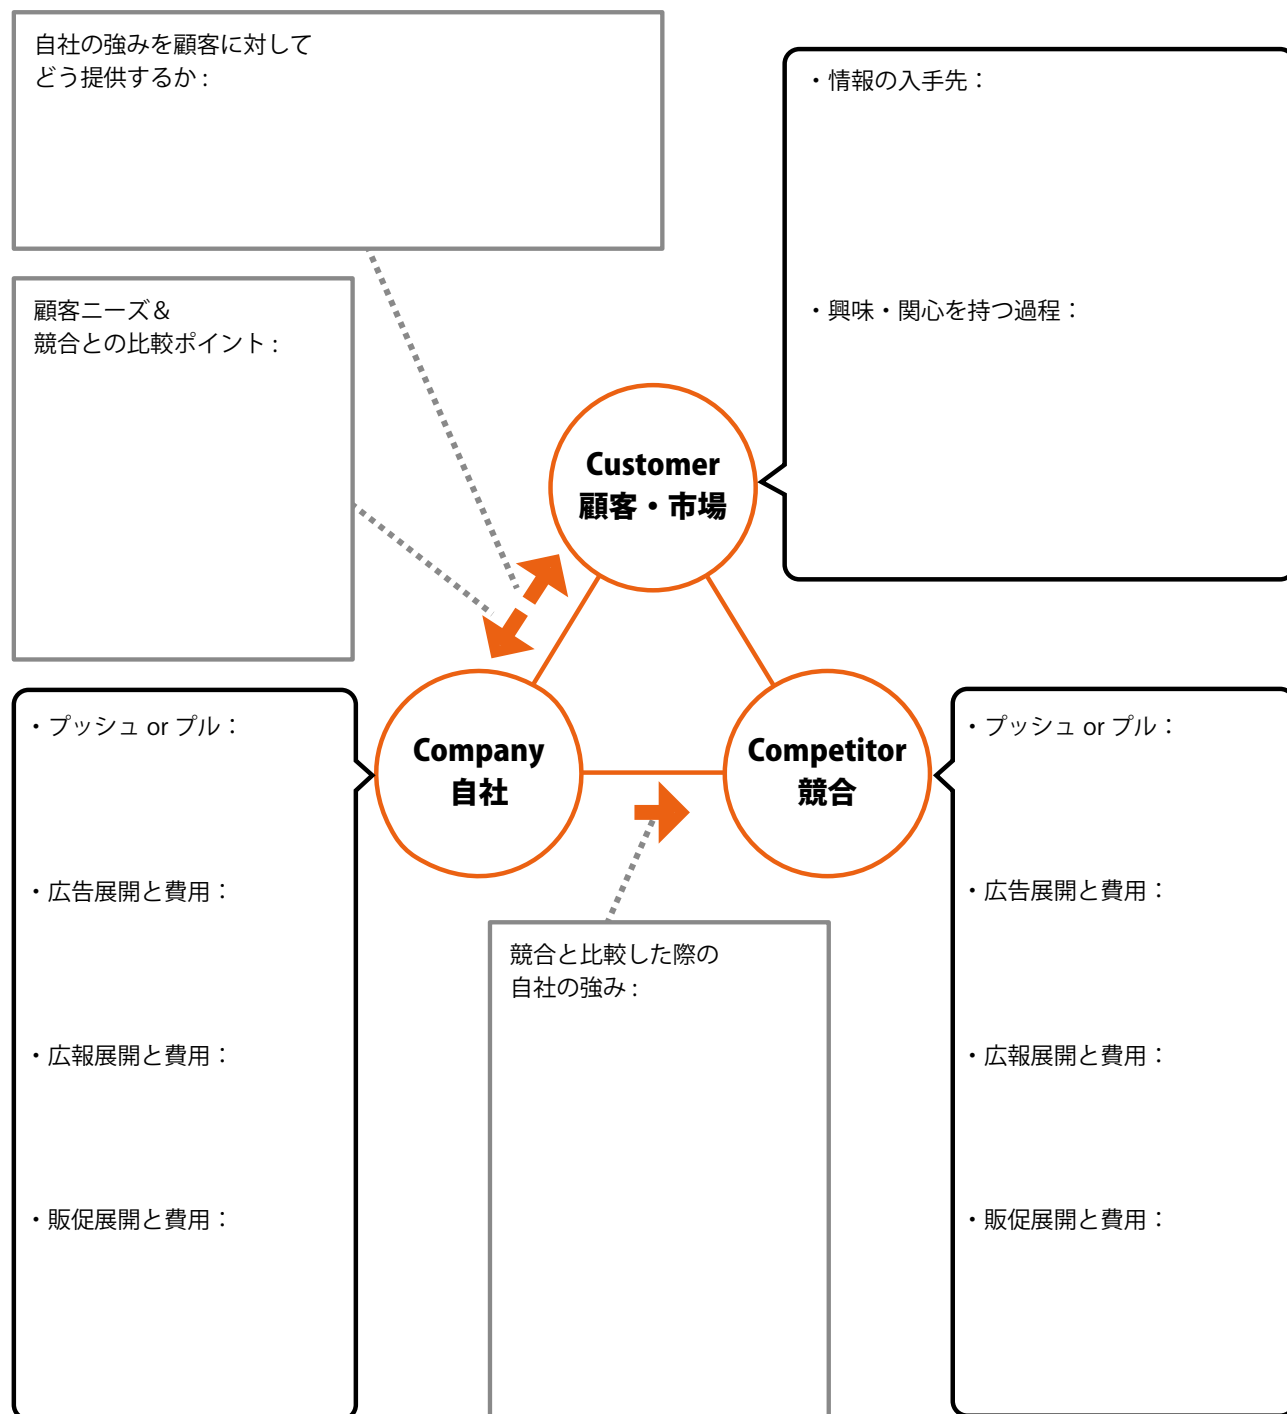 自社の強みを顧客に対して
どう提供するか :
・情報の入手先：
・興味・関心を持つ過程：
顧客ニーズ＆
競合との比較ポイント :
Customer
顧客・市場
Company
自社
Competitor
競合
・プッシュ or プル：
・広告展開と費用：
・広報展開と費用：
・販促展開と費用：
競合と比較した際の
自社の強み :
・プッシュ or プル：
・広告展開と費用：
・広報展開と費用：
・販促展開と費用：